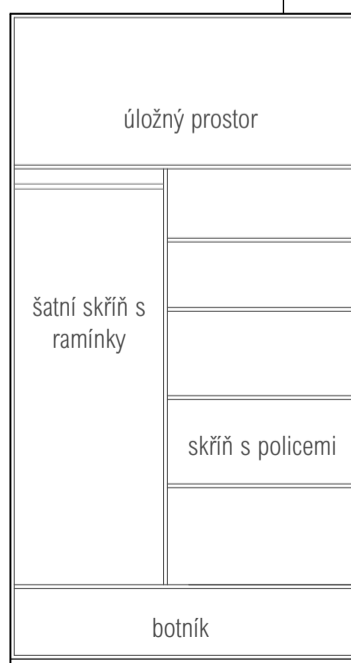 úložný prostor
šatní skříň s
ramínky
skříň s policemi
botník